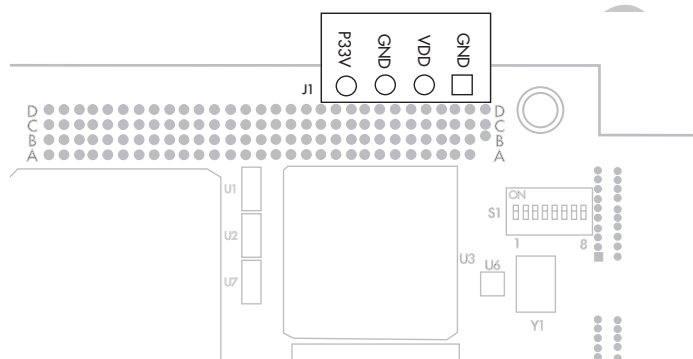 P33V GND VDD GND
J1
D D
C C
B B
A A
U1
U2
U7
U3
U6
S1
ON
1 8
Y1